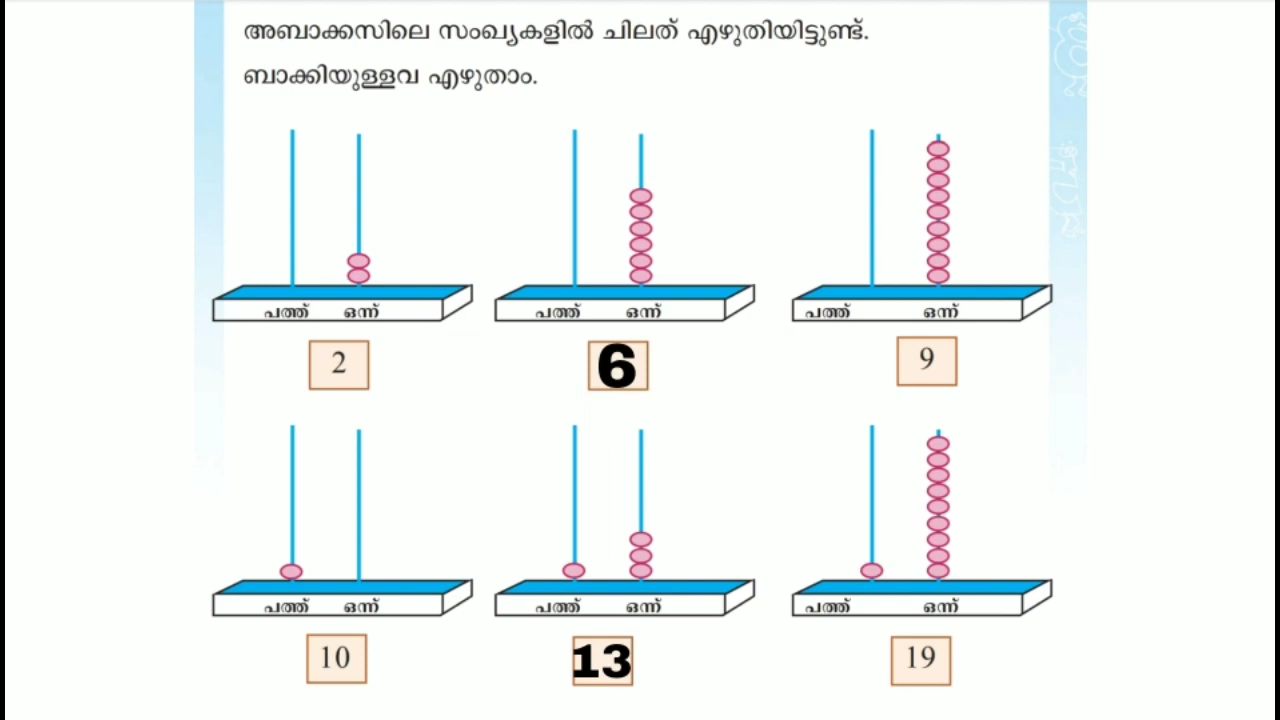 അബാക്കസിലെ സംഖ്യകളിൽ ചിലത് എഴുതിയിട്ടുണ്ട്.
ബാക്കിയുള്ളവ എഴുതാം.
പത്ത് ഒന്ന് പത്ത് ഒന്ന് പത്ത് ഒന്ന്
2 6 9
പത്ത് ഒന്ന് പത്ത് ഒന്ന് പത്ത് ഒന്ന്
10 13 19